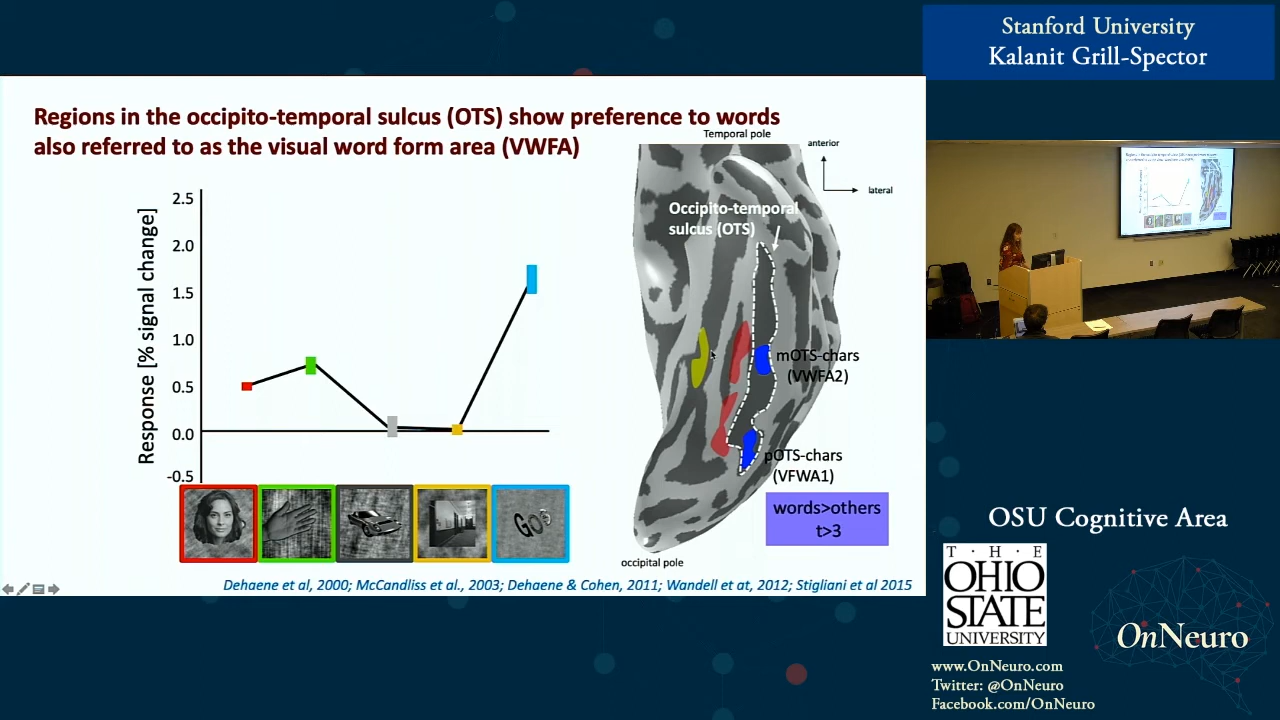 Stanford University
Kalanit Grill-Spector
Regions in the occipito-temporal sulcus (OTS) show preference to words
also referred to as the visual word form area (VWFA)
Temporal pole
anterior
lateral
Occipito-temporal
sulcus (OTS)
Response [% signal change]
2.5
2.0
1.5
1.0
0.5
0.0
-0.5
mOTS-chars
(VWFA2)
pOTS-chars
(VFWA1)
words>others
t>3
occipital pole
Dehaene et al, 2000; McCandliss et al., 2003; Dehaene & Cohen, 2011; Wandell et at, 2012; Stigliani et al 2015
OSU Cognitive Area
T·H·E
OHIO
STATE
UNIVERSITY
OnNeuro
www.OnNeuro.com
Twitter: @OnNeuro
Facebook.com/OnNeuro